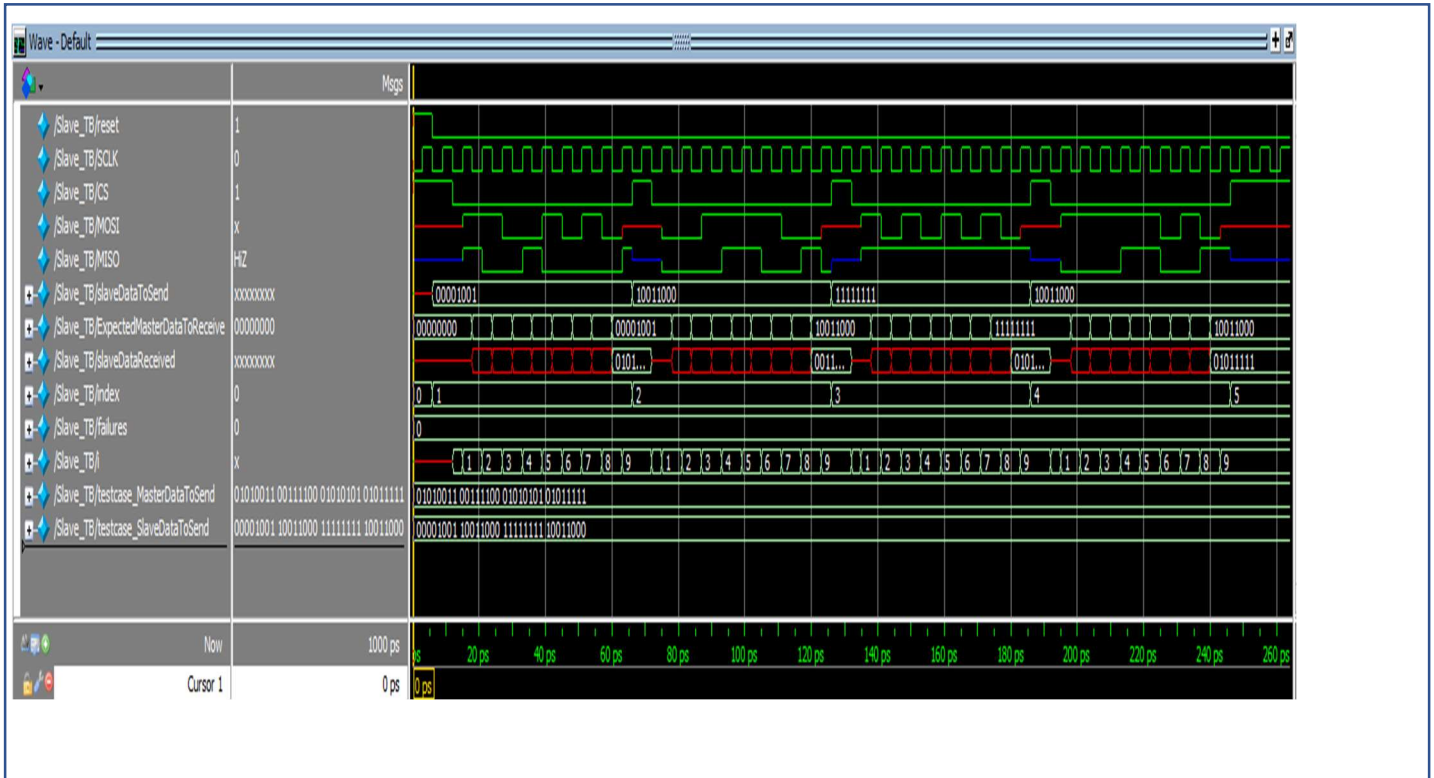 Wave - Default
Msgs
/Slave_TB/reset 1
/Slave_TB/SCLK 0
/Slave_TB/CS 1
/Slave_TB/MOSI x
/Slave_TB/MISO HiZ
/Slave_TB/slaveDataToSend xxxxxxxx 00001001 10011000 11111111 10011000
/Slave_TB/ExpectedMasterDataToReceive 00000000 00000000 00001001 10011000 11111111 10011000
/Slave_TB/slaveDataReceived xxxxxxxx 0101... 0011... 0101... 01011111
/Slave_TB/index 0 0 1 2 3 4 5
/Slave_TB/failures 0 0
/Slave_TB/i x 1 2 3 4 5 6 7 8 9 1 2 3 4 5 6 7 8 9 1 2 3 4 5 6 7 8 9 1 2 3 4 5 6 7 8 9
/Slave_TB/testcase_MasterDataToSend 01010011 00111100 01010101 01011111 01010011 00111100 01010101 01011111
/Slave_TB/testcase_SlaveDataToSend 00001001 10011000 11111111 10011000 00001001 10011000 11111111 10011000
Now 1000 ps 20 ps 40 ps 60 ps 80 ps 100 ps 120 ps 140 ps 160 ps 180 ps 200 ps 220 ps 240 ps 260 ps
Cursor 1 0 ps 0 ps